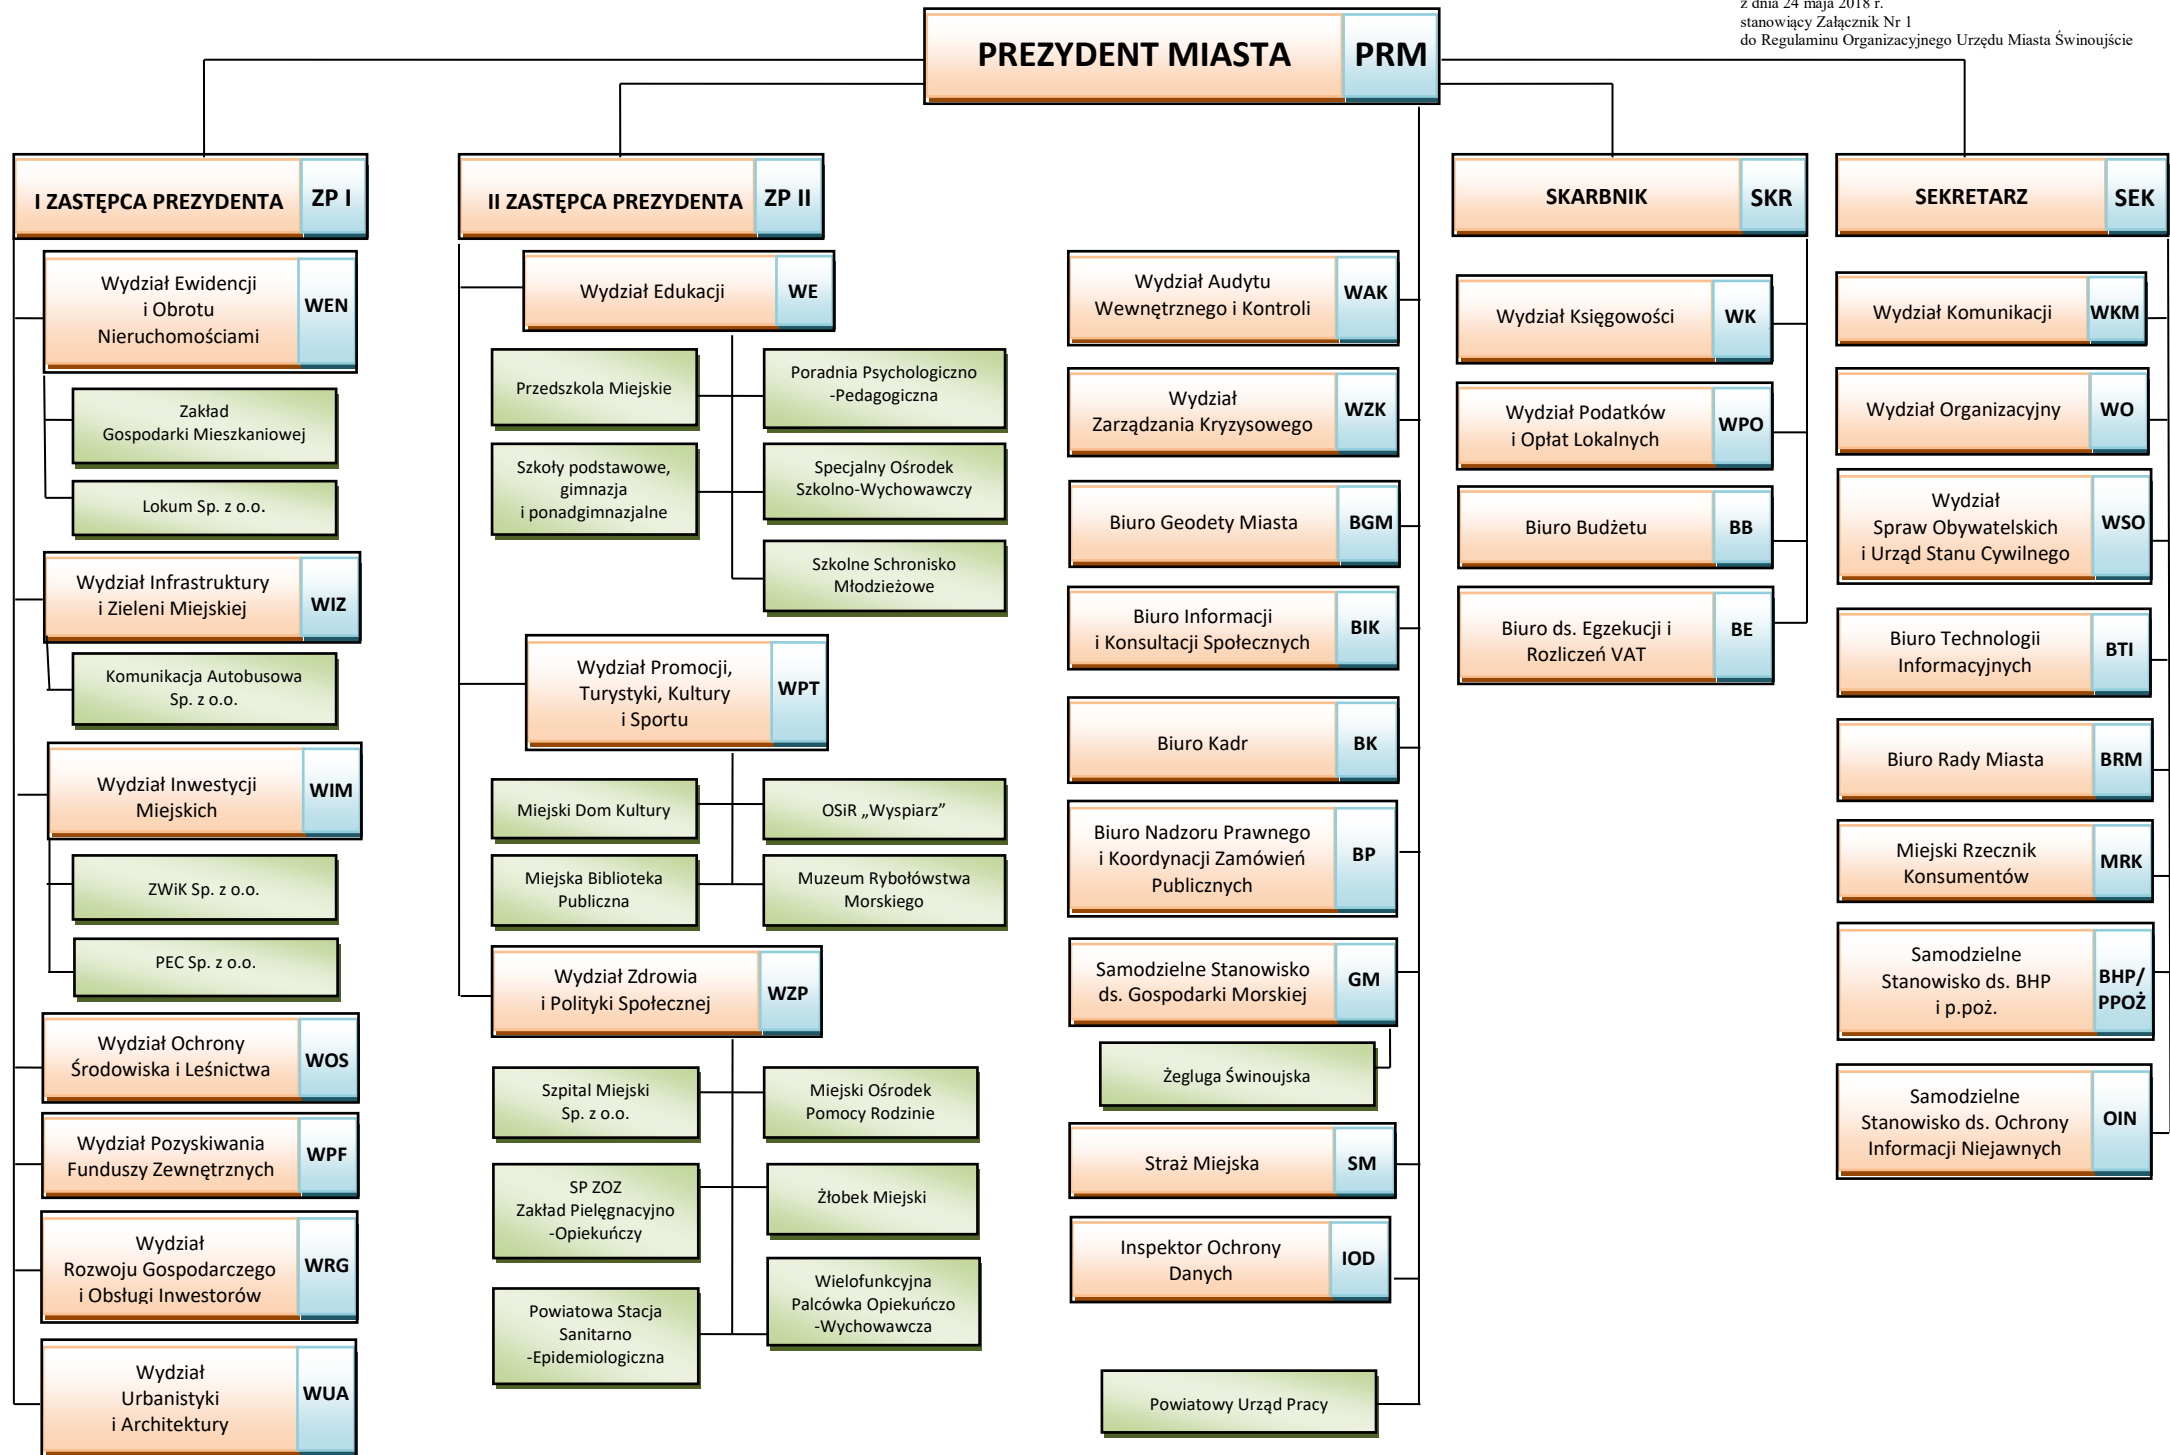 z dnia 24 maja 2018 r.
stanowiący Załącznik Nr 1
do Regulaminu Organizacyjnego Urzędu Miasta Świnoujście
PREZYDENT MIASTA PRM
I ZASTĘPCA PREZYDENTA ZP I
Wydział Ewidencji
i Obrotu
Nieruchomościami
WEN
Zakład
Gospodarki Mieszkaniowej
Lokum Sp. z o.o.
Wydział Infrastruktury
i Zieleni Miejskiej
WIZ
Komunikacja Autobusowa
Sp. z o.o.
Wydział Inwestycji
Miejskich
WIM
ZWiK Sp. z o.o.
PEC Sp. z o.o.
Wydział Ochrony
Środowiska i Leśnictwa
WOS
Wydział Pozyskiwania
Funduszy Zewnętrznych
WPF
Wydział
Rozwoju Gospodarczego
i Obsługi Inwestorów
WRG
Wydział
Urbanistyki
i Architektury
WUA
II ZASTĘPCA PREZYDENTA ZP II
Wydział Edukacji WE
Przedszkola Miejskie
Poradnia Psychologiczno
-Pedagogiczna
Szkoły podstawowe,
gimnazja
i ponadgimnazjalne
Specjalny Ośrodek
Szkolno-Wychowawczy
Szkolne Schronisko
Młodzieżowe
Wydział Promocji,
Turystyki, Kultury
i Sportu
WPT
Miejski Dom Kultury
OSiR „Wyspiarz”
Miejska Biblioteka
Publiczna
Muzeum Rybołówstwa
Morskiego
Wydział Zdrowia
i Polityki Społecznej
WZP
Szpital Miejski
Sp. z o.o.
Miejski Ośrodek
Pomocy Rodzinie
SP ZOZ
Zakład Pielęgnacyjno
-Opiekuńczy
Żłobek Miejski
Powiatowa Stacja
Sanitarno
-Epidemiologiczna
Wielofunkcyjna
Palcówka Opiekuńczo
-Wychowawcza
Wydział Audytu
Wewnętrznego i Kontroli
WAK
Wydział
Zarządzania Kryzysowego
WZK
Biuro Geodety Miasta BGM
Biuro Informacji
i Konsultacji Społecznych
BIK
Biuro Kadr BK
Biuro Nadzoru Prawnego
i Koordynacji Zamówień
Publicznych
BP
Samodzielne Stanowisko
ds. Gospodarki Morskiej
GM
Żegluga Świnoujska
Straż Miejska SM
Inspektor Ochrony
Danych
IOD
Powiatowy Urząd Pracy
SKARBNIK SKR
Wydział Księgowości WK
Wydział Podatków
i Opłat Lokalnych
WPO
Biuro Budżetu BB
Biuro ds. Egzekucji i
Rozliczeń VAT
BE
SEKRETARZ SEK
Wydział Komunikacji WKM
Wydział Organizacyjny WO
Wydział
Spraw Obywatelskich
i Urząd Stanu Cywilnego
WSO
Biuro Technologii
Informacyjnych
BTI
Biuro Rady Miasta BRM
Miejski Rzecznik
Konsumentów
MRK
Samodzielne
Stanowisko ds. BHP
i p.poż.
BHP/
PPOŻ
Samodzielne
Stanowisko ds. Ochrony
Informacji Niejawnych
OIN